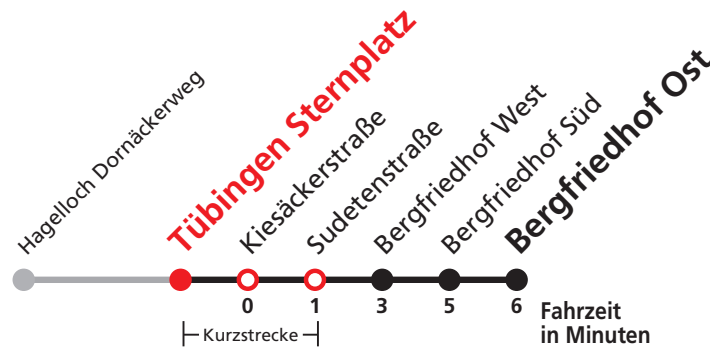 Hagelloch Dornäckerweg
Tübingen Sternplatz
Kiesäckerstraße
Sudetenstraße
Bergfriedhof West
Bergfriedhof Süd
Bergfriedhof Ost
0 1 3 5 6
Fahrzeit
in Minuten
Kurzstrecke